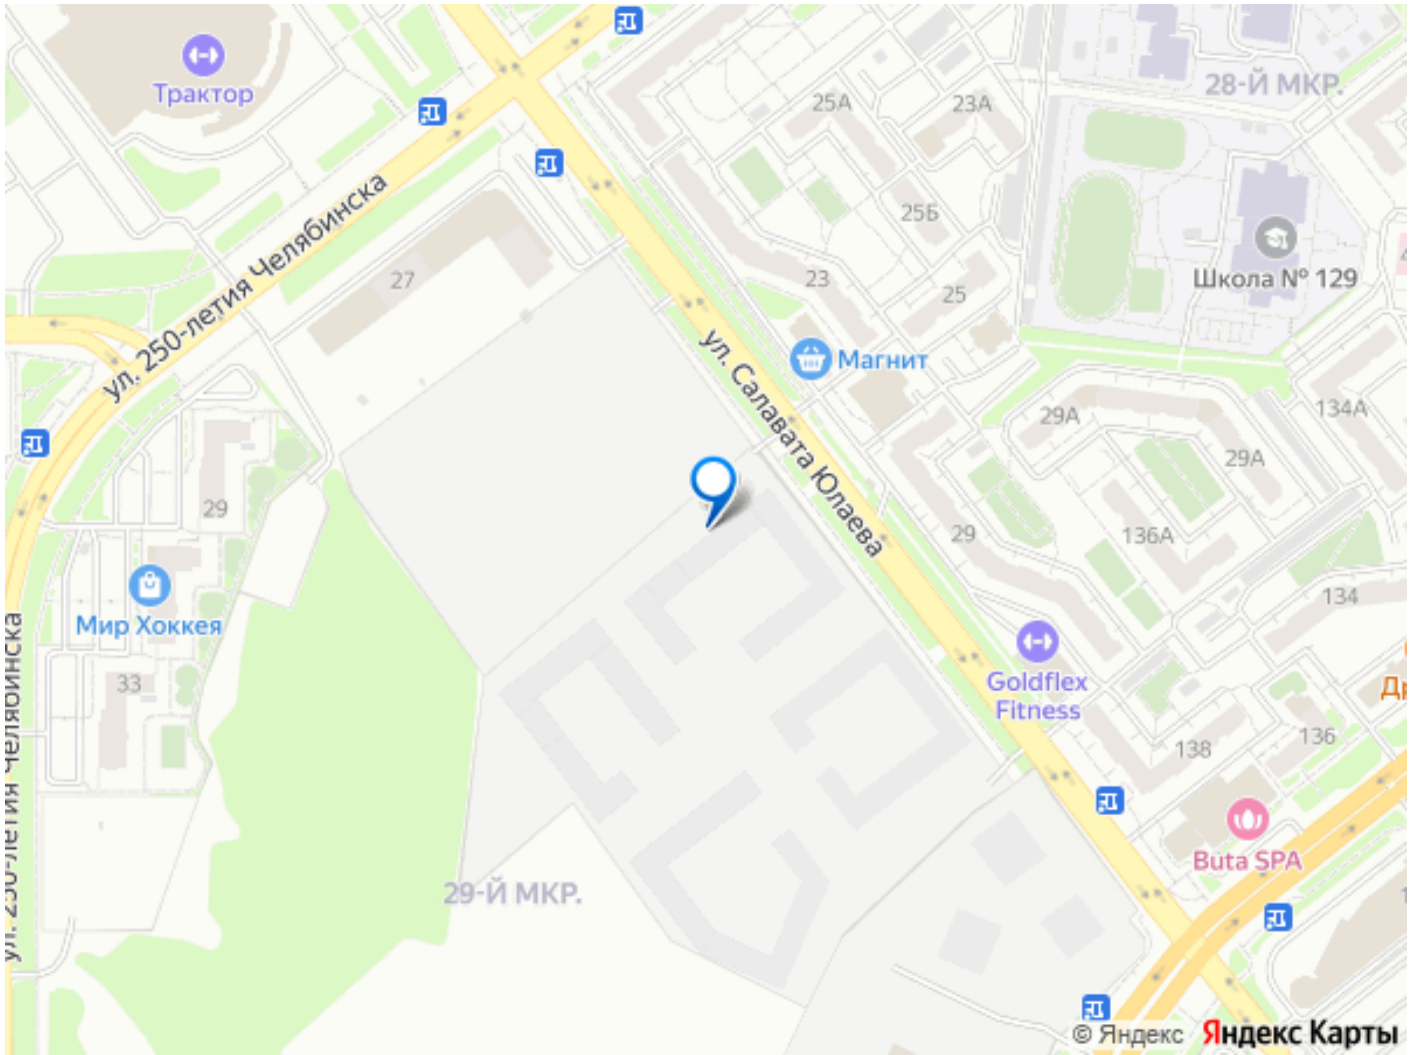 Трактор
28-Й МКР.
25А
23А
25Б
ул. 250-летия Челябинска
27
23
25
Школа № 129
ул. Салавата Юлаева
Магнит
29А
134А
29А
29
29
136А
134
Мир Хоккея
33
Goldflex
Fitness
138
136
Buta SPA
ул. 250-летия Челябинска
29-Й МКР.
© Яндекс
Яндекс Карты